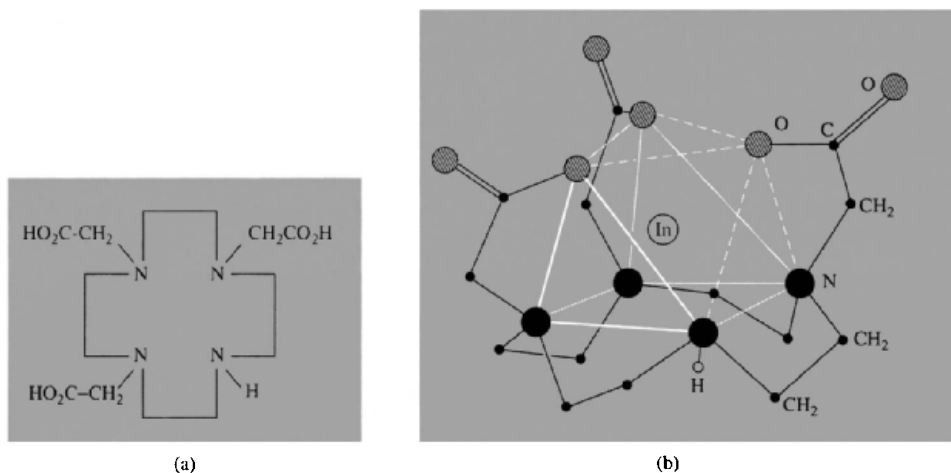 HO₂C-CH₂ CH₂CO₂H
N N
N N
HO₂C–CH₂ H
(a)
O
O C
In
CH₂
N
H
CH₂
CH₂
(b)